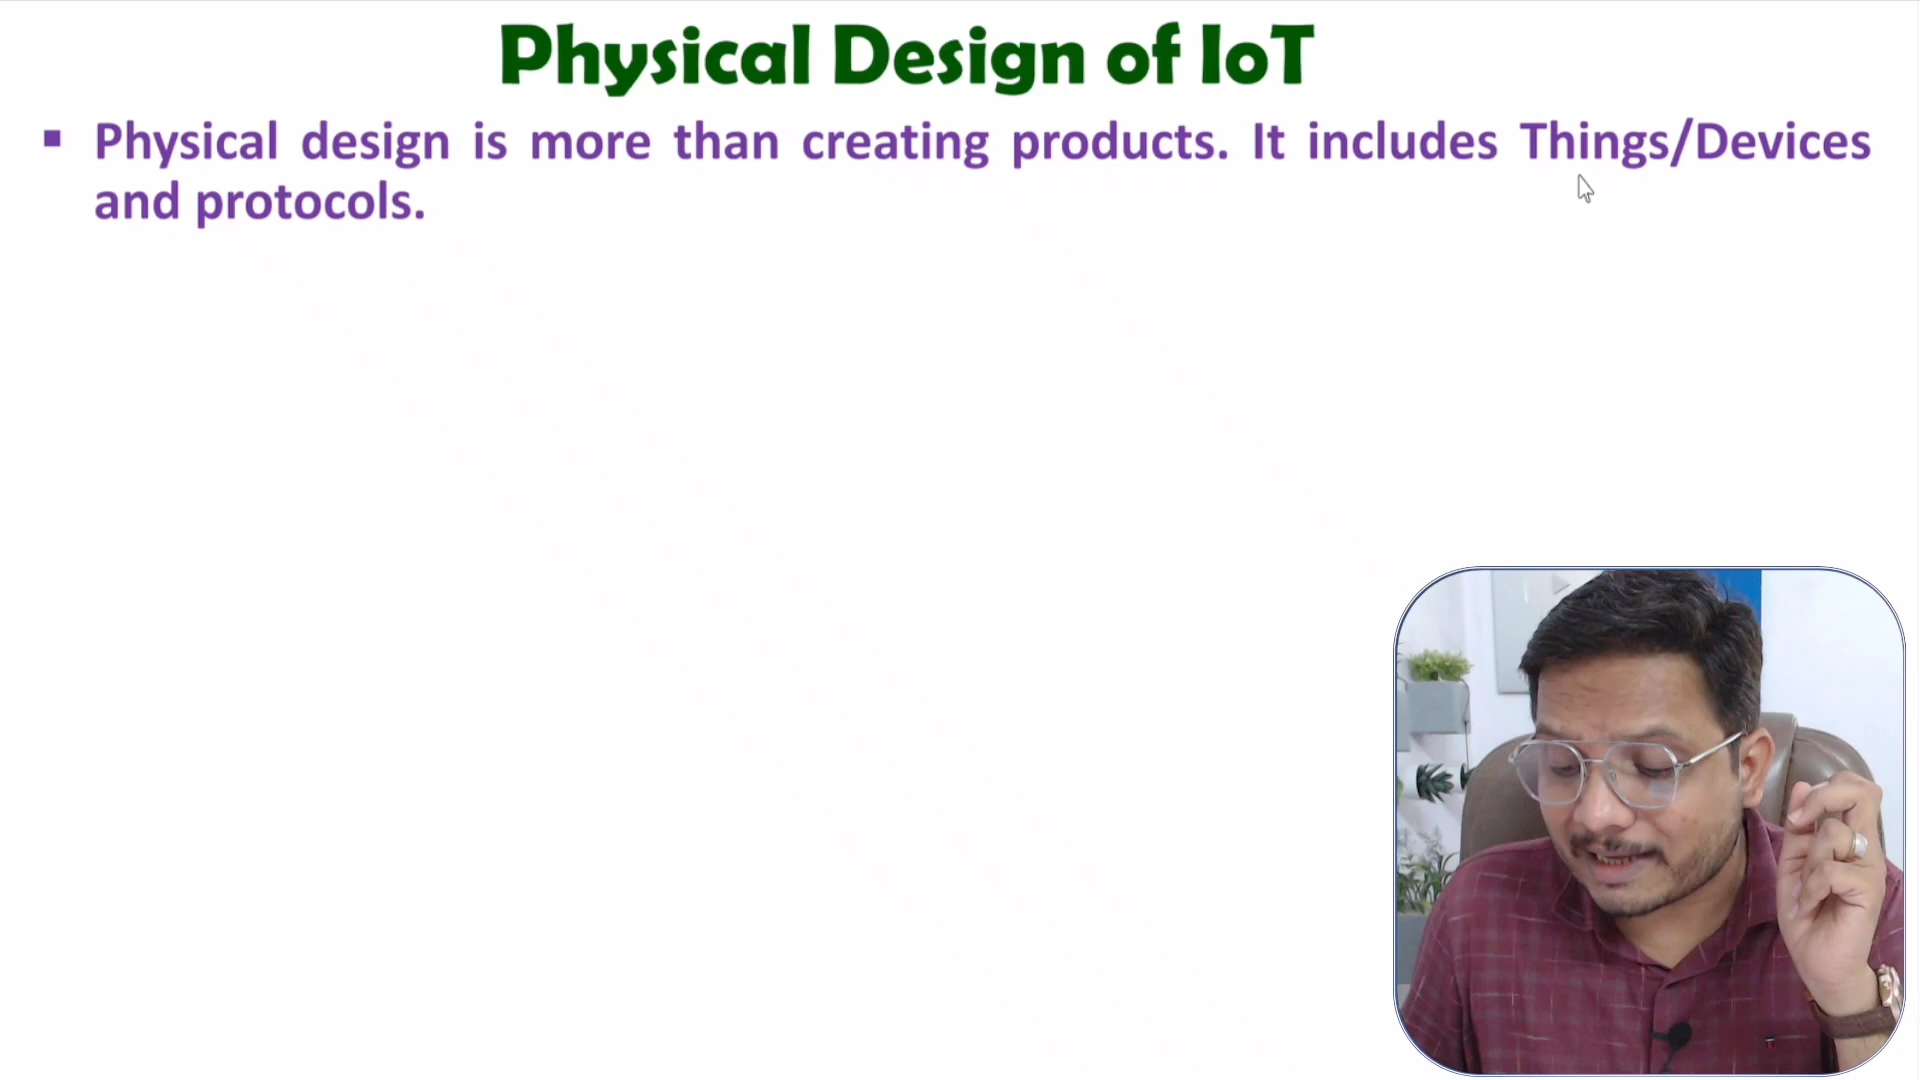 Physical Design of IoT
▪ Physical design is more than creating products. It includes Things/Devices
and protocols.